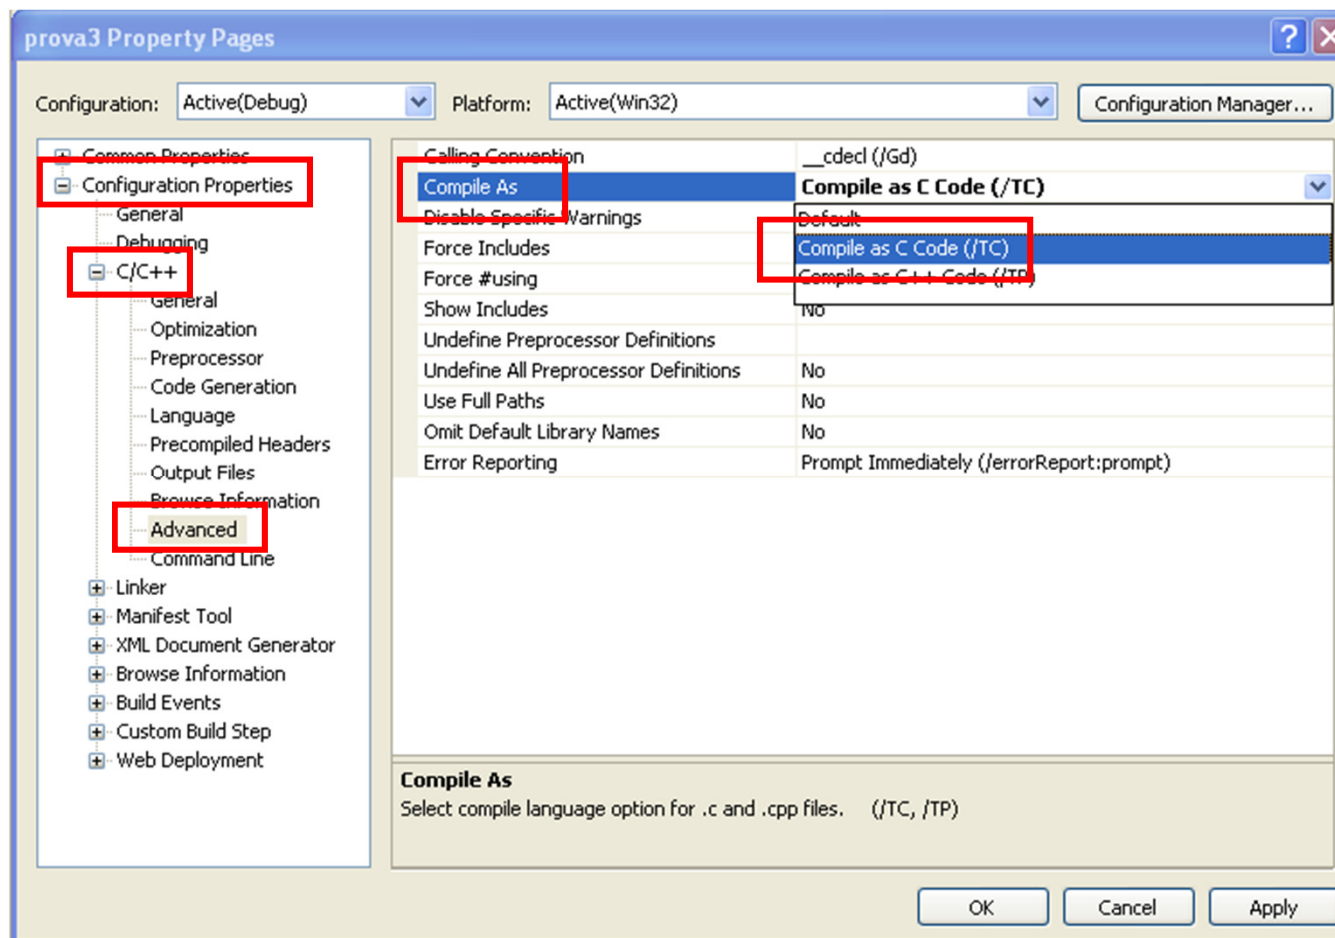 prova3 Property Pages
Configuration: Active(Debug) Platform: Active(Win32) Configuration Manager...
Common Properties
Configuration Properties
General
Debugging
C/C++
General
Optimization
Preprocessor
Code Generation
Language
Precompiled Headers
Output Files
Browse Information
Advanced
Command Line
Linker
Manifest Tool
XML Document Generator
Browse Information
Build Events
Custom Build Step
Web Deployment
Calling Convention __cdecl (/Gd)
Compile As Compile as C Code (/TC)
Disable Specific Warnings Default
Force Includes Compile as C Code (/TC)
Force #using Compile as C++ Code (/TP)
Show Includes No
Undefine Preprocessor Definitions
Undefine All Preprocessor Definitions No
Use Full Paths No
Omit Default Library Names No
Error Reporting Prompt Immediately (/errorReport:prompt)
Compile As
Select compile language option for .c and .cpp files. (/TC, /TP)
OK Cancel Apply